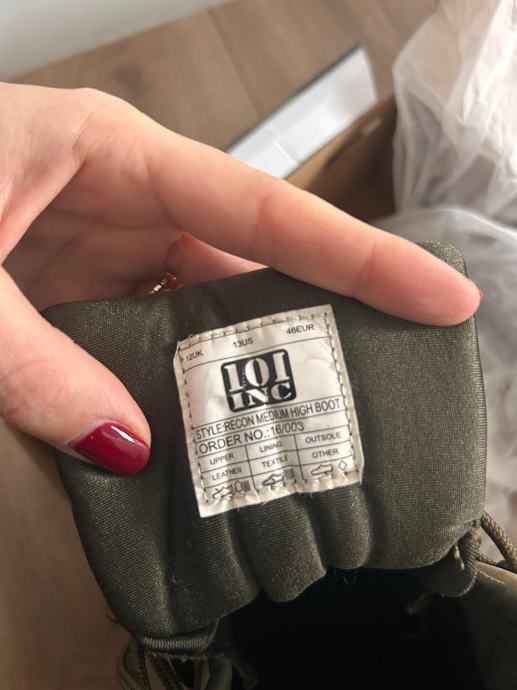 12UK 13US 46EUR
101
INC
STYLE:RECON MEDIUM HIGH BOOT
ORDER NO.:16/003
UPPER LINING OUTSOLE
LEATHER TEXTILE OTHER